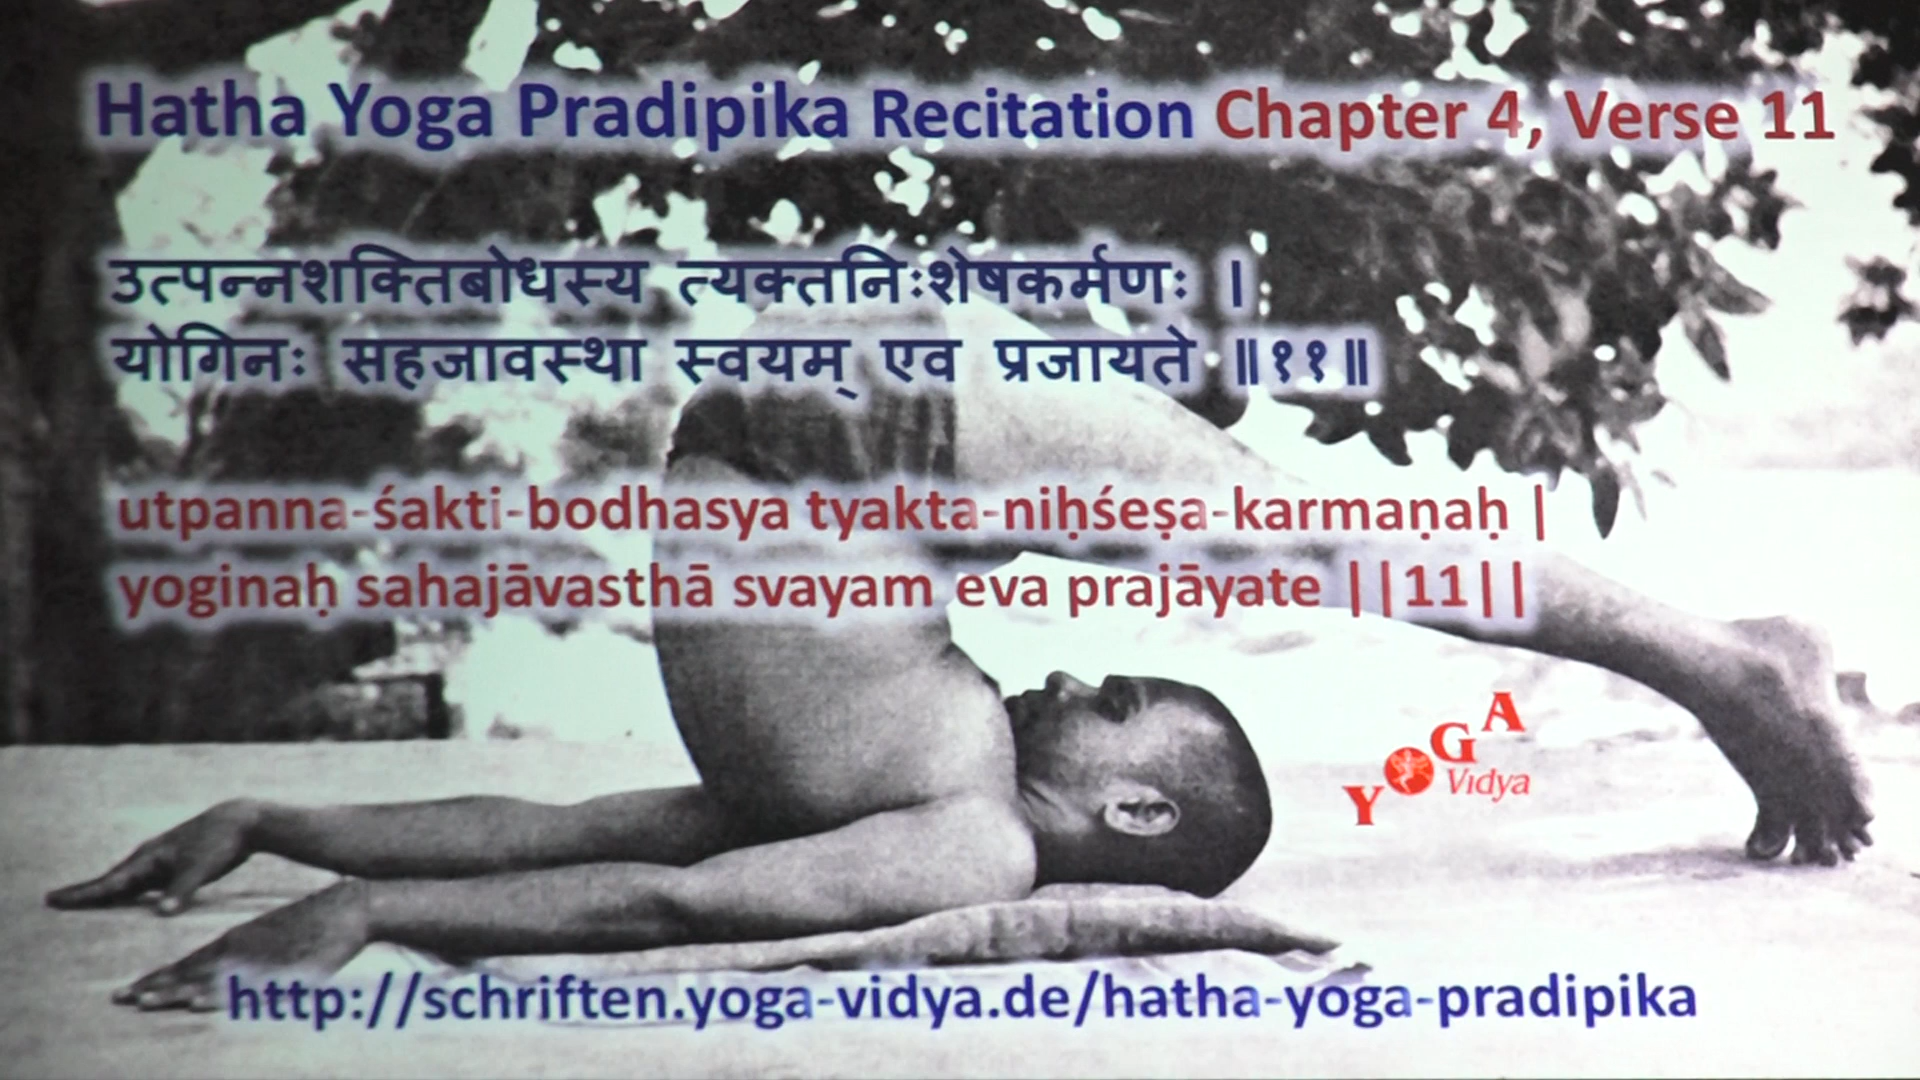 Hatha Yoga Pradipika Recitation Chapter 4, Verse 11
उत्पन्नशक्तिबोधस्य त्यक्तनिःशेषकर्मणः ।
योगिनः सहजावस्था स्वयम् एव प्रजायते ॥११॥
utpanna-śakti-bodhasya tyakta-niḥśeṣa-karmaṇaḥ |
yoginaḥ sahajāvasthā svayam eva prajāyate ||11||
YOGA
Vidya
http://schriften.yoga-vidya.de/hatha-yoga-pradipika